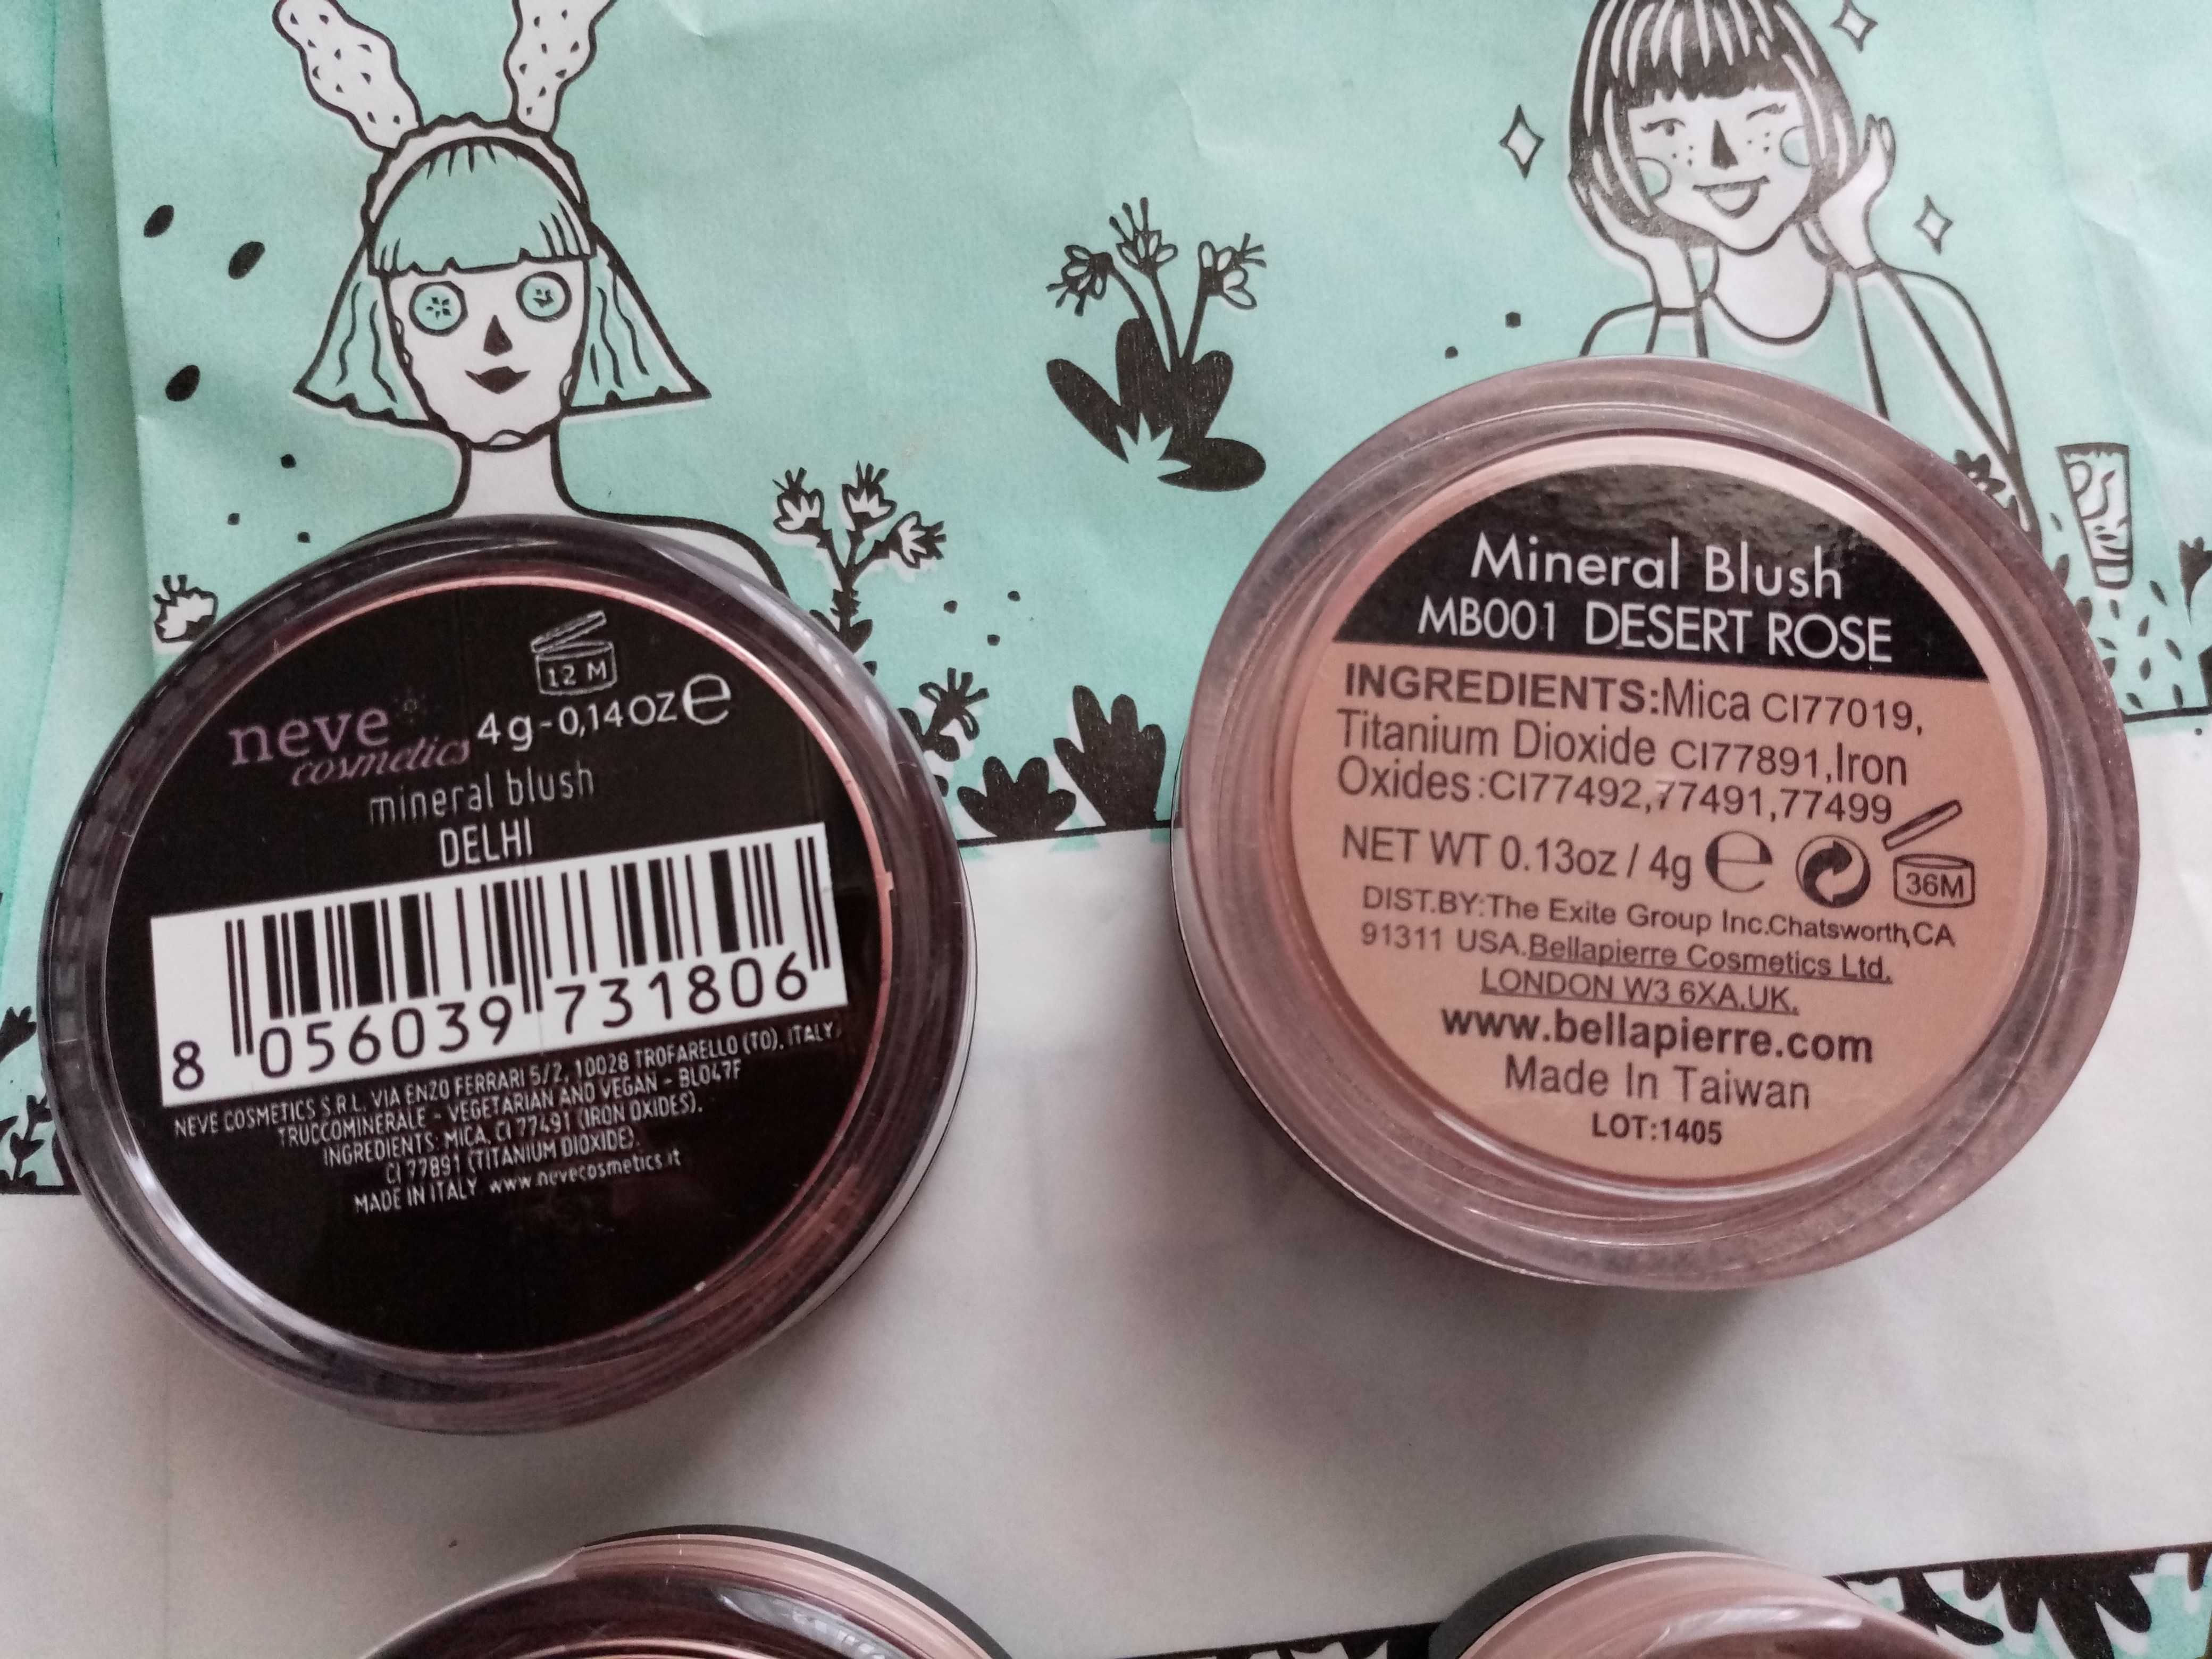 12 M
neve
cosmetics
4g-0,14oz℮
mineral blush
DELHI
8 056039 731806
NEVE COSMETICS S.R.L. VIA ENZO FERRARI 5/2, 10028 TROFARELLO (TO), ITALY.
TRUCCOMINERALE - VEGETARIAN AND VEGAN - BL047F
INGREDIENTS: MICA, CI 77491 (IRON OXIDES),
CI 77891 (TITANIUM DIOXIDE).
MADE IN ITALY www.nevecosmetics.it
Mineral Blush
MB001 DESERT ROSE
INGREDIENTS:Mica CI77019,
Titanium Dioxide CI77891,Iron
Oxides:CI77492,77491,77499
NET WT 0.13oz / 4g ℮ 36M
DIST.BY:The Exite Group Inc.Chatsworth,CA
91311 USA.Bellapierre Cosmetics Ltd.
LONDON W3 6XA,UK.
www.bellapierre.com
Made In Taiwan
LOT:1405